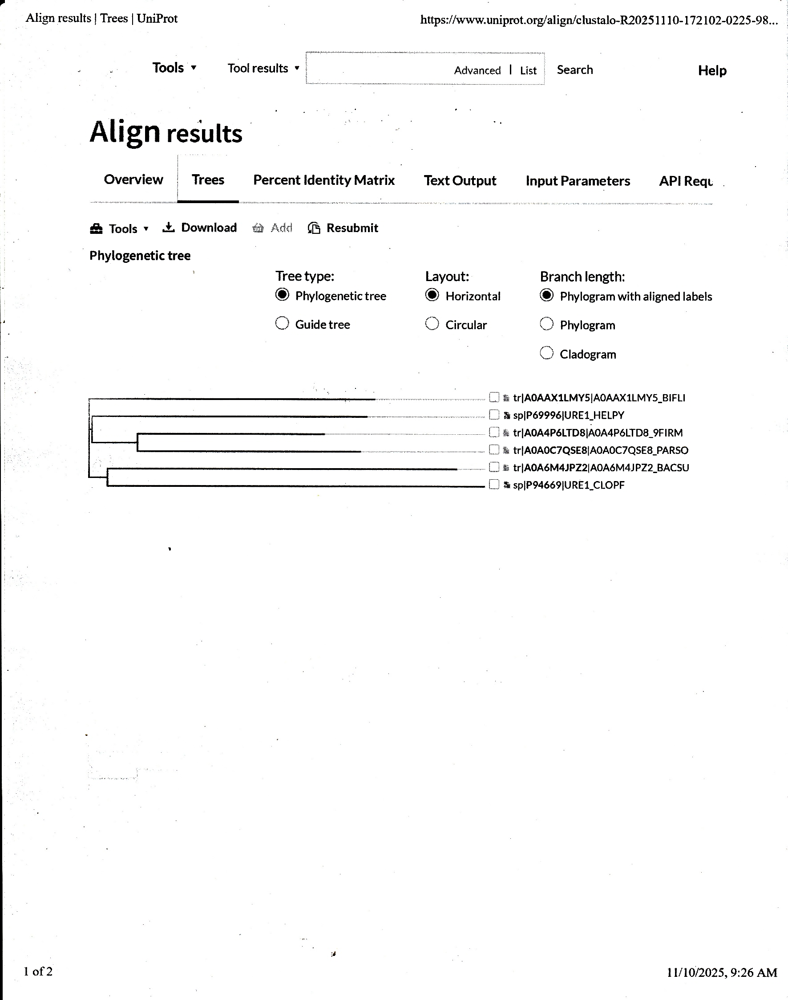 Align results | Trees | UniProt https://www.uniprot.org/align/clustalo-R20251110-172102-0225-98...
Tools ▾ Tool results ▾ Advanced | List Search Help
Align results
Overview Trees Percent Identity Matrix Text Output Input Parameters API Requ
Tools ▾ Download Add Resubmit
Phylogenetic tree
Tree type: Layout: Branch length:
Phylogenetic tree Horizontal Phylogram with aligned labels
Guide tree Circular Phylogram
Cladogram
tr|A0AAX1LMY5|A0AAX1LMY5_BIFLI
sp|P69996|URE1_HELPY
tr|A0A4P6LTD8|A0A4P6LTD8_9FIRM
tr|A0A0C7QSE8|A0A0C7QSE8_PARSO
tr|A0A6M4JPZ2|A0A6M4JPZ2_BACSU
sp|P94669|URE1_CLOPF
1 of 2 11/10/2025, 9:26 AM